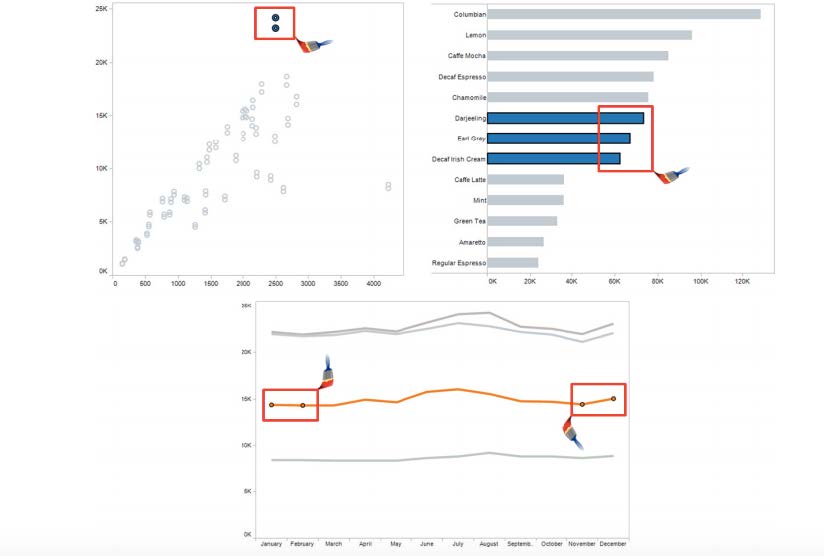 25K
20K
15K
10K
5K
0K
0 500 1000 1500 2000 2500 3000 3500 4000
Columbian
Lemon
Caffe Mocha
Decaf Espresso
Chamomile
Darjeeling
Earl Grey
Decaf Irish Cream
Caffe Latte
Mint
Green Tea
Amaretto
Regular Espresso
0K 20K 40K 60K 80K 100K 120K
25K
20K
15K
10K
5K
0K
January February March April May June July August Septemb.. October November December